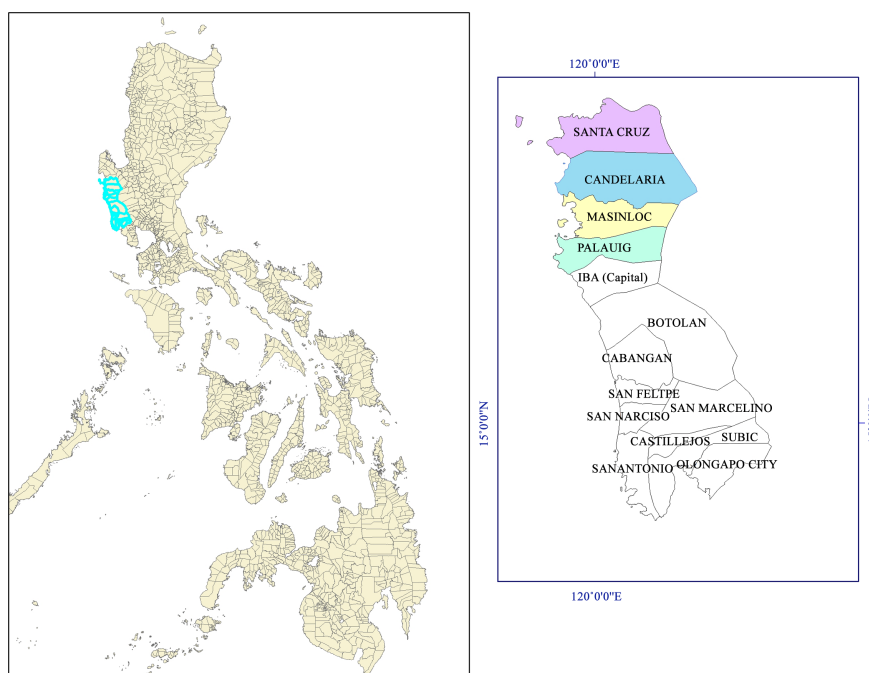 120°0'0"E
SANTA CRUZ
CANDELARIA
MASINLOC
PALAUIG
IBA (Capital)
BOTOLAN
CABANGAN
SAN FELTPE
SAN MARCELINO
SAN NARCISO
SUBIC
CASTILLEJOS
OLONGAPO CITY
SANANTONIO
15°0'0"N
120°0'0"E